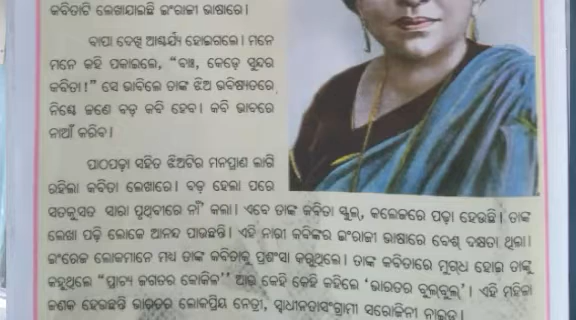 କବିତାଟି ଲେଖାଯାଇଛି ଇଂରାଜୀ ଭାଷାରେ।
ବାପା ଦେଖି ଆଶ୍ଚର୍ଯ୍ୟ ହୋଇଗଲେ। ମନେ
ମନେ କହି ପକାଇଲେ, “ବାଃ, କେଡ଼େ ସୁନ୍ଦର
କବିତା !” ସେ ଭାବିଲେ ତାଙ୍କ ଝିଅ ଭବିଷ୍ୟତରେ
ନିଶ୍ଚେ ଜଣେ ବଡ଼ କବି ହେବ। କବି ଭାବରେ
ନାଆଁ କରିବ।
ପାଠପଢ଼ା ସହିତ ଝିଅଟିର ମନପ୍ରାଣ ଲାଗି
ରହିଲା କବିତା ଲେଖାରେ। ବଡ଼ ହେଲା ପରେ
ସତକୁସତ ସାରା ପୃଥିବୀରେ ନାଁ କଲା। ଏବେ ତାଙ୍କ କବିତା ସ୍କୁଲ୍, କଲେଜରେ ପଢ଼ା ହେଉଛି। ତାଙ୍କ
ଲେଖା ପଢ଼ି ଲୋକେ ଆନନ୍ଦ ପାଉଛନ୍ତି। ଏହି ନାରୀ କବିଙ୍କର ଇଂରାଜୀ ଭାଷାରେ ବେଶ୍ ଦକ୍ଷତା ଥିଲା।
ଇଂରେଜ ଲୋକମାନେ ମଧ୍ୟ ତାଙ୍କ କବିତାକୁ ପ୍ରଶଂସା କରୁଥିଲେ। ତାଙ୍କ କବିତାରେ ମୁଗ୍ଧ ହୋଇ ତାଙ୍କୁ
କହୁଥିଲେ “ପ୍ରାଚ୍ୟ ଜଗତର କୋକିଳ’’ ଆଉ କେହି କେହି କହିଲେ ‘ଭାରତର ବୁଲବୁଲ୍’। ଏହି ମହିଳା
ଜଣକ ହେଉଛନ୍ତି ଭାରତର ଲୋକପ୍ରିୟ ନେତ୍ରୀ, ସ୍ୱାଧୀନତାସଂଗ୍ରାମୀ ସରୋଜିନୀ ନାଇଡୁ।